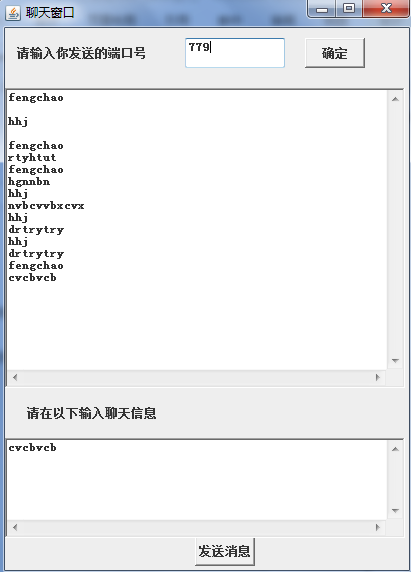 聊天窗口
请输入你发送的端口号 779 确定
fengchao
hhj
fengchao
rtyhtut
fengchao
hgnnbn
hhj
nvbcvvbxcvx
hhj
drtrytry
hhj
drtrytry
fengchao
cvcbvcb
请在以下输入聊天信息
cvcbvcb
发送消息